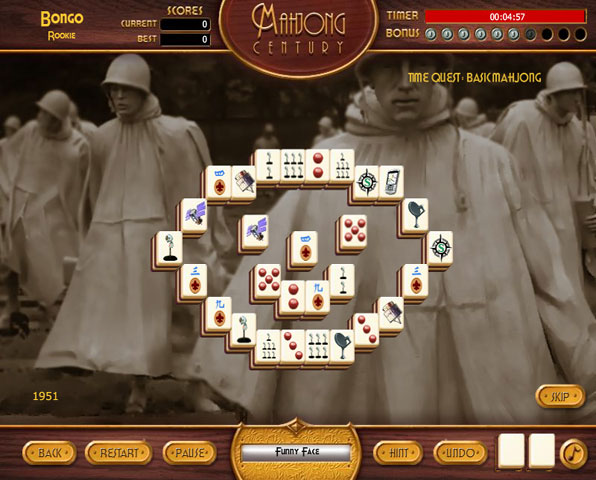 Bongo
Rookie
SCORES
CURRENT 0
BEST 0
MAHJONG
CENTURY
TIMER 00:04:57
BONUS
TIME QUEST: BASIC MAHJONG
1951
SKIP
BACK
RESTART
PAUSE
FUNNY FACE
HINT
UNDO